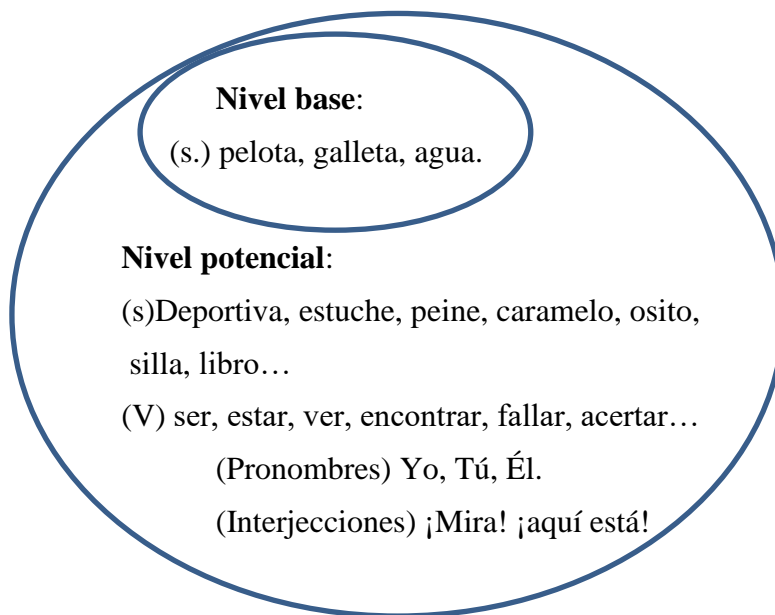 Nivel base:
(s.) pelota, galleta, agua.
Nivel potencial:
(s)Deportiva, estuche, peine, caramelo, osito,
silla, libro…
(V) ser, estar, ver, encontrar, fallar, acertar…
(Pronombres) Yo, Tú, Él.
(Interjecciones) ¡Mira! ¡aquí está!